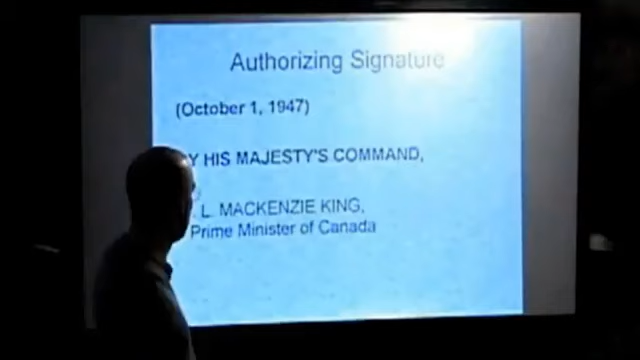 Authorizing Signature
(October 1, 1947)
Y HIS MAJESTY'S COMMAND,
. L. MACKENZIE KING,
Prime Minister of Canada